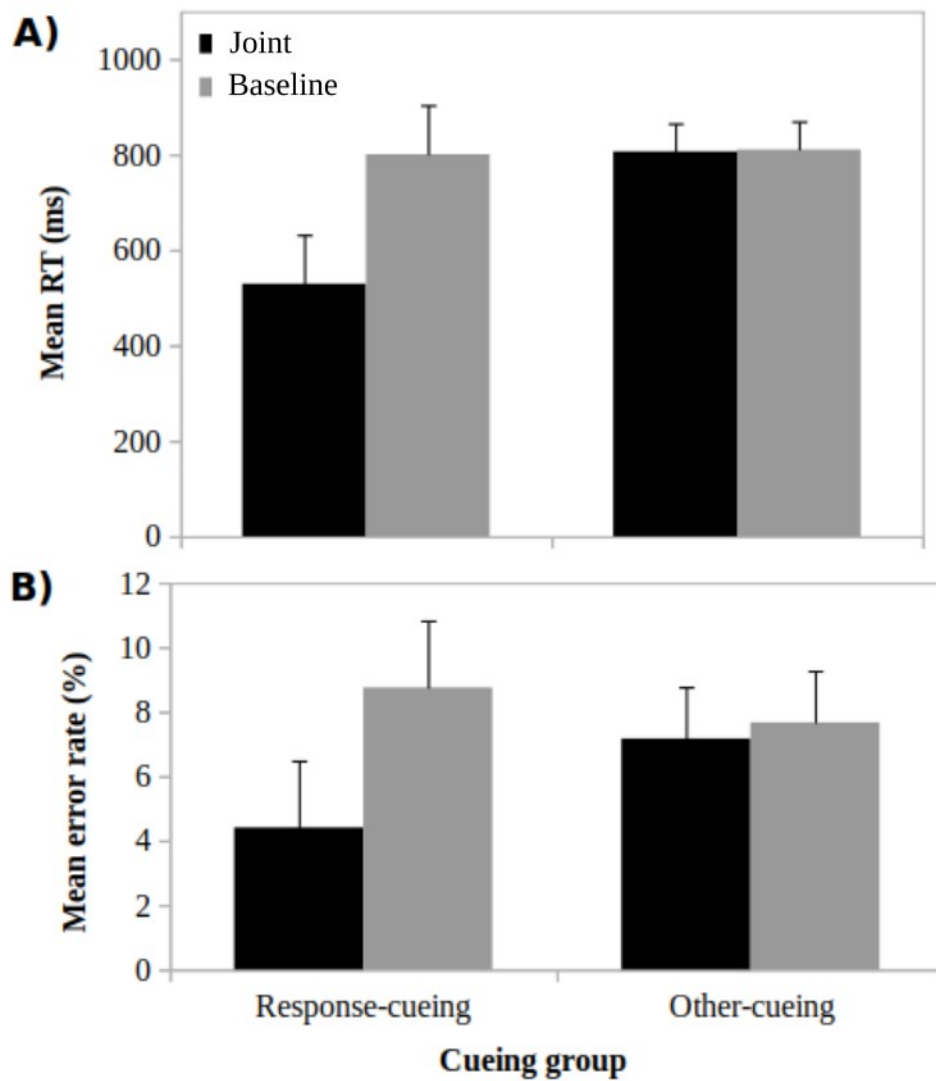 A)
Joint
Baseline
1000
800
600
400
200
0
Mean RT (ms)
B)
12
10
8
6
4
2
0
Mean error rate (%)
Response-cueing Other-cueing
Cueing group